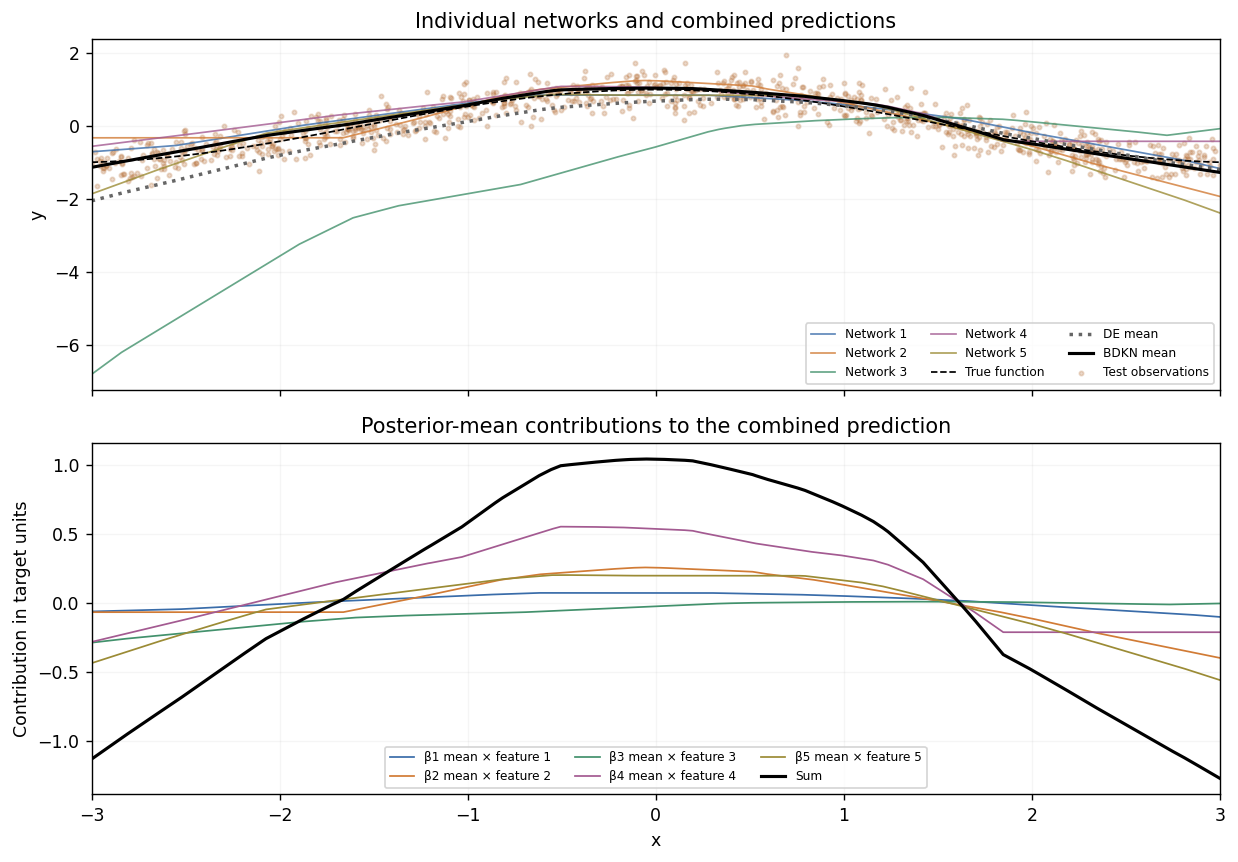 Individual networks and combined predictions
2
0
−2
−4
−6
y
Network 1
Network 2
Network 3
Network 4
Network 5
True function
DE mean
BDKN mean
Test observations
Posterior-mean contributions to the combined prediction
1.0
0.5
0.0
−0.5
−1.0
Contribution in target units
β1 mean × feature 1
β2 mean × feature 2
β3 mean × feature 3
β4 mean × feature 4
β5 mean × feature 5
Sum
−3
−2
−1
0
1
2
3
x